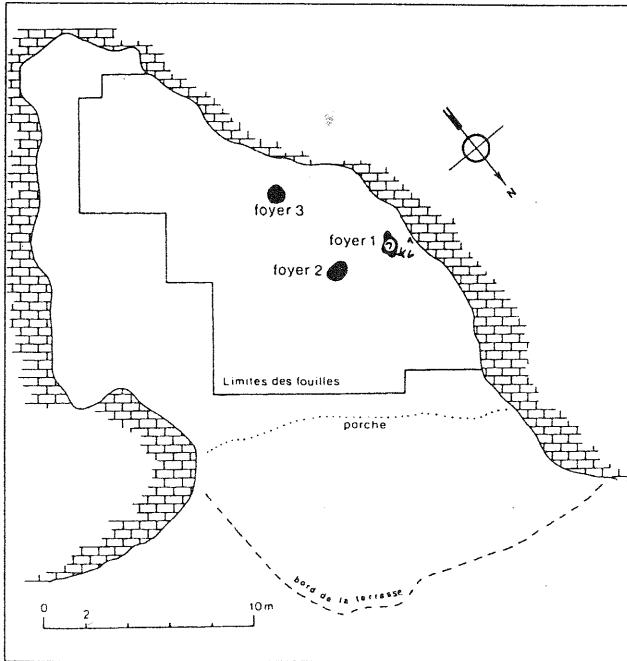 N
foyer 3
foyer 1
foyer 2
Limites des fouilles
porche
bord de la terrasse
0 2 10 m